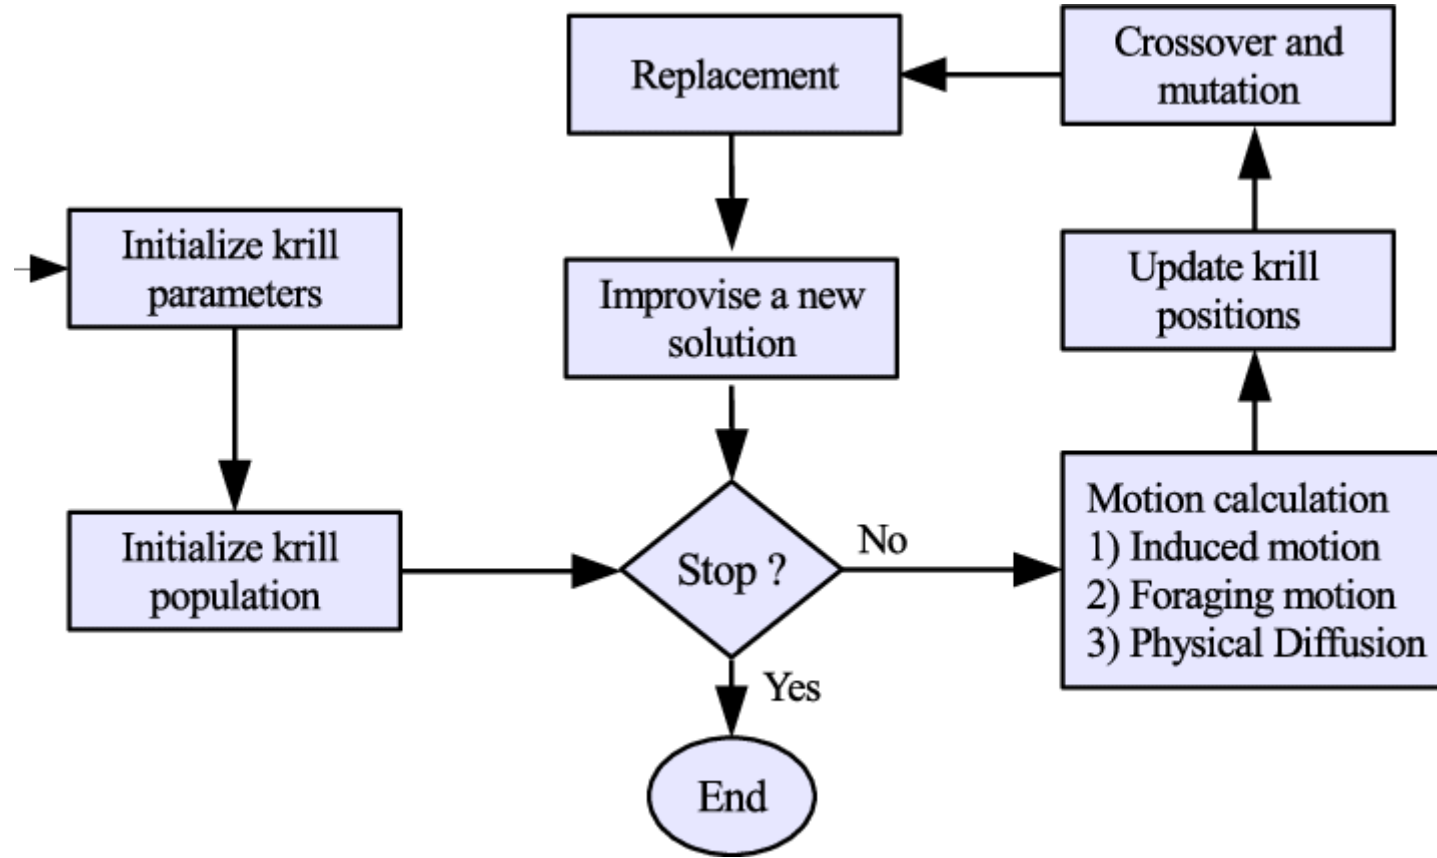 Replacement
Crossover and
mutation
Initialize krill
parameters
Improvise a new
solution
Update krill
positions
Initialize krill
population
Stop ?
No
Motion calculation
1) Induced motion
2) Foraging motion
3) Physical Diffusion
Yes
End